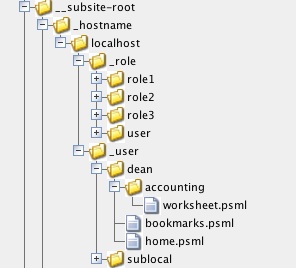 __subsite-root
_hostname
localhost
_role
role1
role2
role3
user
_user
dean
accounting
worksheet.psml
bookmarks.psml
home.psml
sublocal